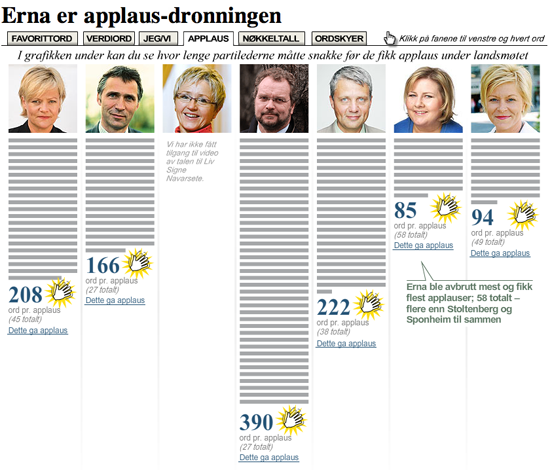 Erna er applaus-dronningen
FAVORITTORD VERDIORD JEG/VI APPLAUS NØKKELTALL ORDSKYER Klikk på fanene til venstre og hvert ord
I grafikken under kan du se hvor lenge partilederne måtte snakke før de fikk applaus under landsmøtet
208
ord pr. applaus
(45 totalt)
Dette ga applaus
166
ord pr. applaus
(27 totalt)
Dette ga applaus
Vi har ikke fått
tilgang til video
av talen til Liv
Signe
Navarsete.
390
ord pr. applaus
(27 totalt)
Dette ga applaus
222
ord pr. applaus
(38 totalt)
Dette ga applaus
85
ord pr. applaus
(58 totalt)
Dette ga applaus
Erna ble avbrutt mest og fikk
flest applauser; 58 totalt –
flere enn Stoltenberg og
Sponheim til sammen
94
ord pr. applaus
(49 totalt)
Dette ga applaus